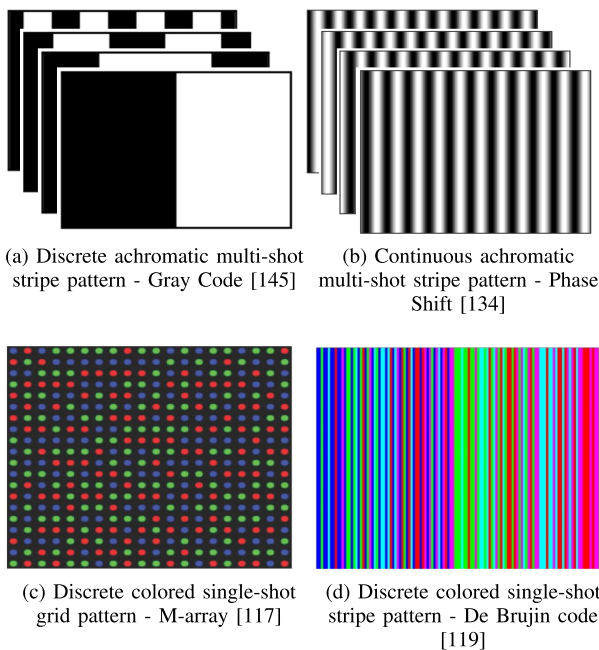 (a) Discrete achromatic multi-shot
stripe pattern - Gray Code [145]
(b) Continuous achromatic
multi-shot stripe pattern - Phase
Shift [134]
(c) Discrete colored single-shot
grid pattern - M-array [117]
(d) Discrete colored single-shot
stripe pattern - De Brujin code
[119]